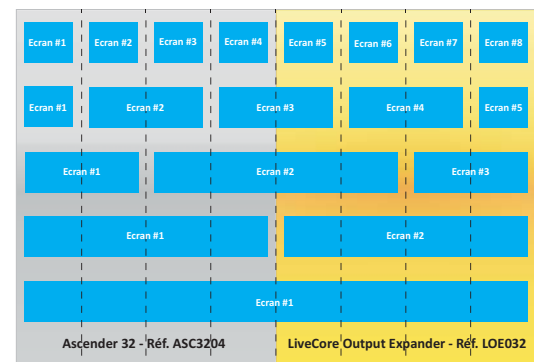 Ecran #1 Ecran #2 Ecran #3 Ecran #4 Ecran #5 Ecran #6 Ecran #7 Ecran #8
Ecran #1 Ecran #2 Ecran #3 Ecran #4 Ecran #5
Ecran #1 Ecran #2 Ecran #3
Ecran #1 Ecran #2
Ecran #1
Ascender 32 - Réf. ASC3204 LiveCore Output Expander - Réf. LOE032